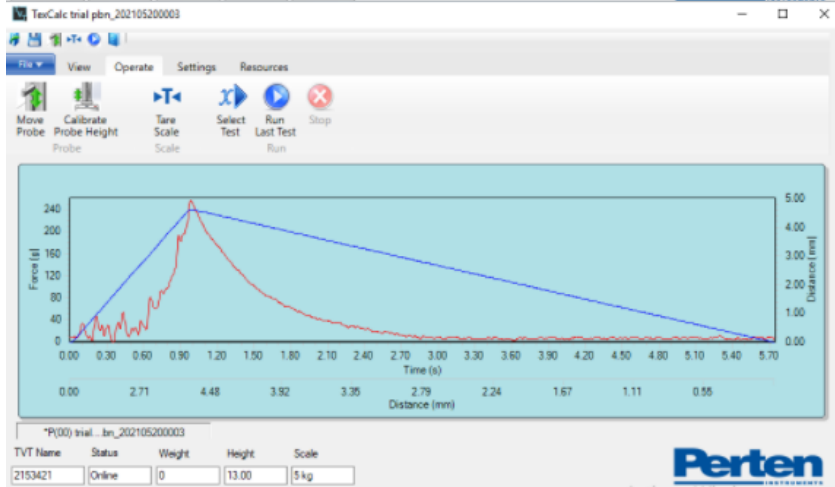 TexCalc trial pbn_202105200003
File View Operate Settings Resources
Move Probe
Calibrate Probe Height
Tare Scale
Select Test
Run Last Test
Stop
Probe Scale Run
5.00
240
200 4.00
160 3.00
120 2.00
80
40 1.00
0 0.00
Force [g]
Distance [mm]
0.00 0.30 0.60 0.90 1.20 1.50 1.80 2.10 2.40 2.70 3.00 3.30 3.60 3.90 4.20 4.50 4.80 5.10 5.40 5.70
Time (s)
0.00 2.71 4.48 3.92 3.35 2.79 2.24 1.67 1.11 0.55
Distance (mm)
*P(00) trial...bn_202105200003
TVT Name Status Weight Height Scale
2153421 Online 0 13.00 5 kg
Perten
INSTRUMENTS